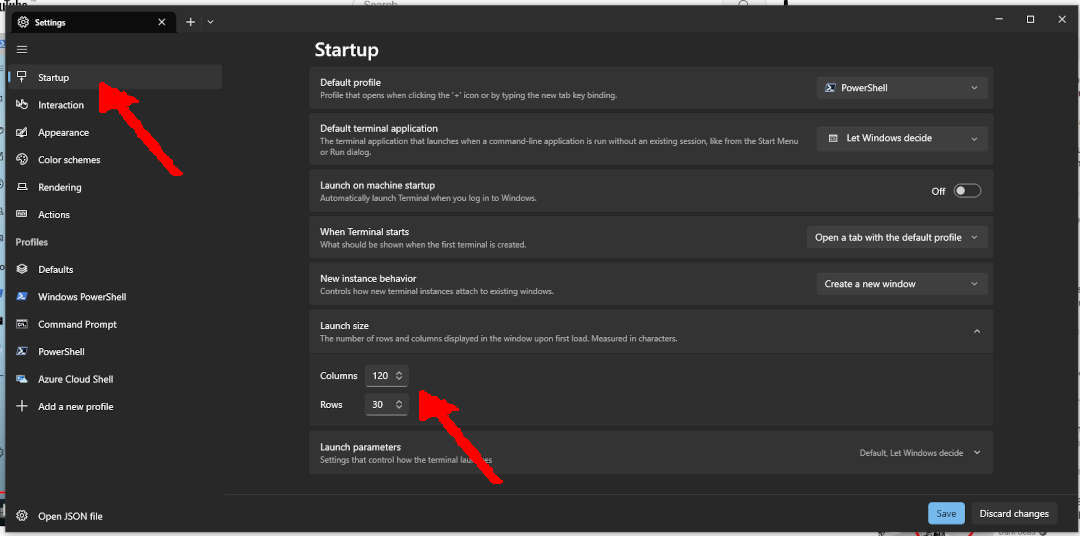 Search
Settings
Startup
Startup
Interaction
Appearance
Color schemes
Rendering
Actions
Profiles
Defaults
Windows PowerShell
Command Prompt
PowerShell
Azure Cloud Shell
Add a new profile
Open JSON file
Default profile
Profile that opens when clicking the '+' icon or by typing the new tab key binding.
PowerShell
Default terminal application
The terminal application that launches when a command-line application is run without an existing session, like from the Start Menu
or Run dialog.
Let Windows decide
Launch on machine startup
Automatically launch Terminal when you log in to Windows.
Off
When Terminal starts
What should be shown when the first terminal is created.
Open a tab with the default profile
New instance behavior
Controls how new terminal instances attach to existing windows.
Create a new window
Launch size
The number of rows and columns displayed in the window upon first load. Measured in characters.
Columns 120
Rows 30
Launch parameters
Settings that control how the terminal launches
Default, Let Windows decide
Save
Discard changes